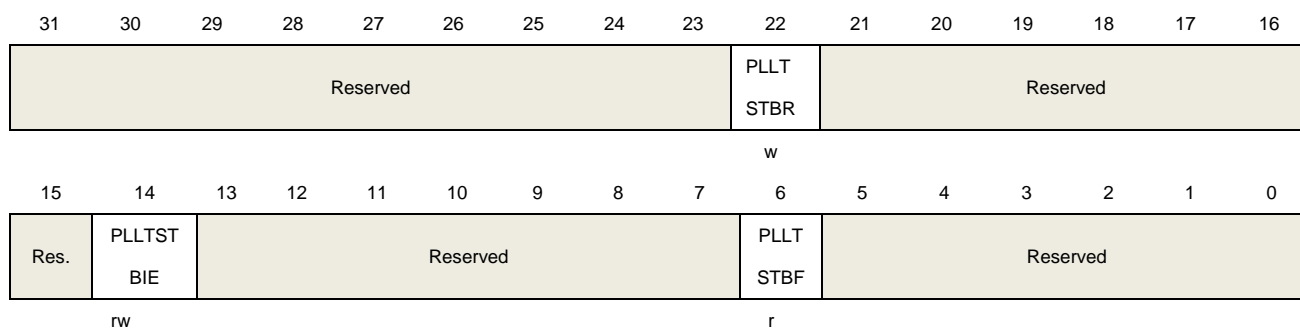 31 30 29 28 27 26 25 24 23 22 21 20 19 18 17 16
Reserved PLLT STBR Reserved
w
15 14 13 12 11 10 9 8 7 6 5 4 3 2 1 0
Res. PLLTST BIE Reserved PLLT STBF Reserved
rw r